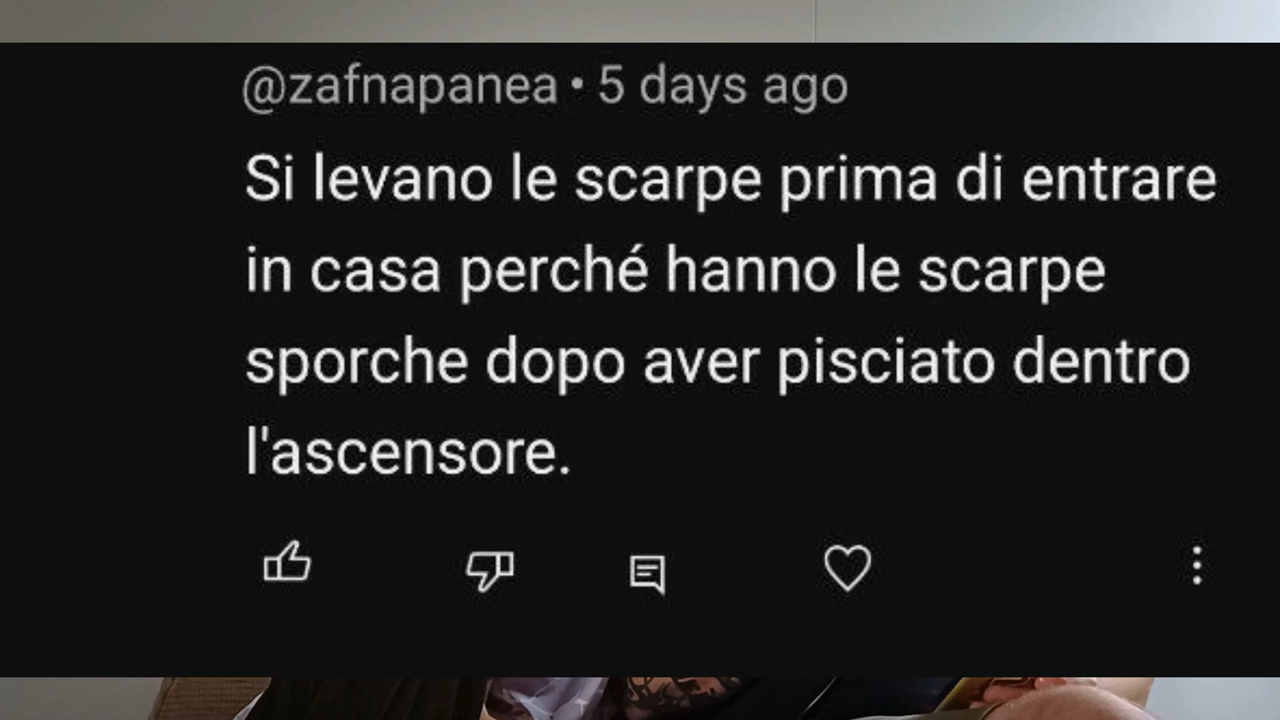 @zafnapanea • 5 days ago
Si levano le scarpe prima di entrare
in casa perché hanno le scarpe
sporche dopo aver pisciato dentro
l'ascensore.